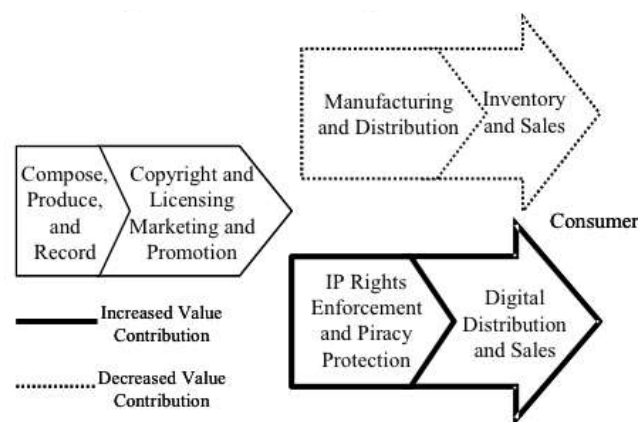 Compose,
Produce,
and
Record
Copyright and
Licensing
Marketing and
Promotion
Manufacturing
and Distribution
Inventory
and Sales
Consumer
IP Rights
Enforcement
and Piracy
Protection
Digital
Distribution
and Sales
Increased Value
Contribution
Decreased Value
Contribution